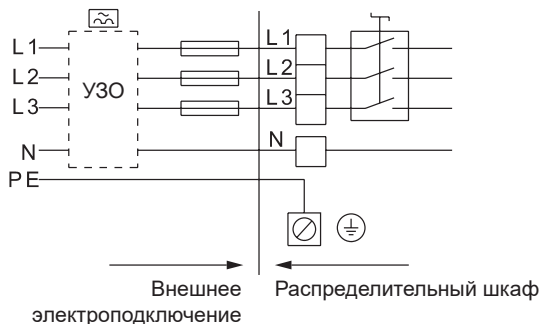 L1
L2
L3
N
PE
УЗО
L1
L2
L3
N
Внешнее
электроподключение
Распределительный шкаф